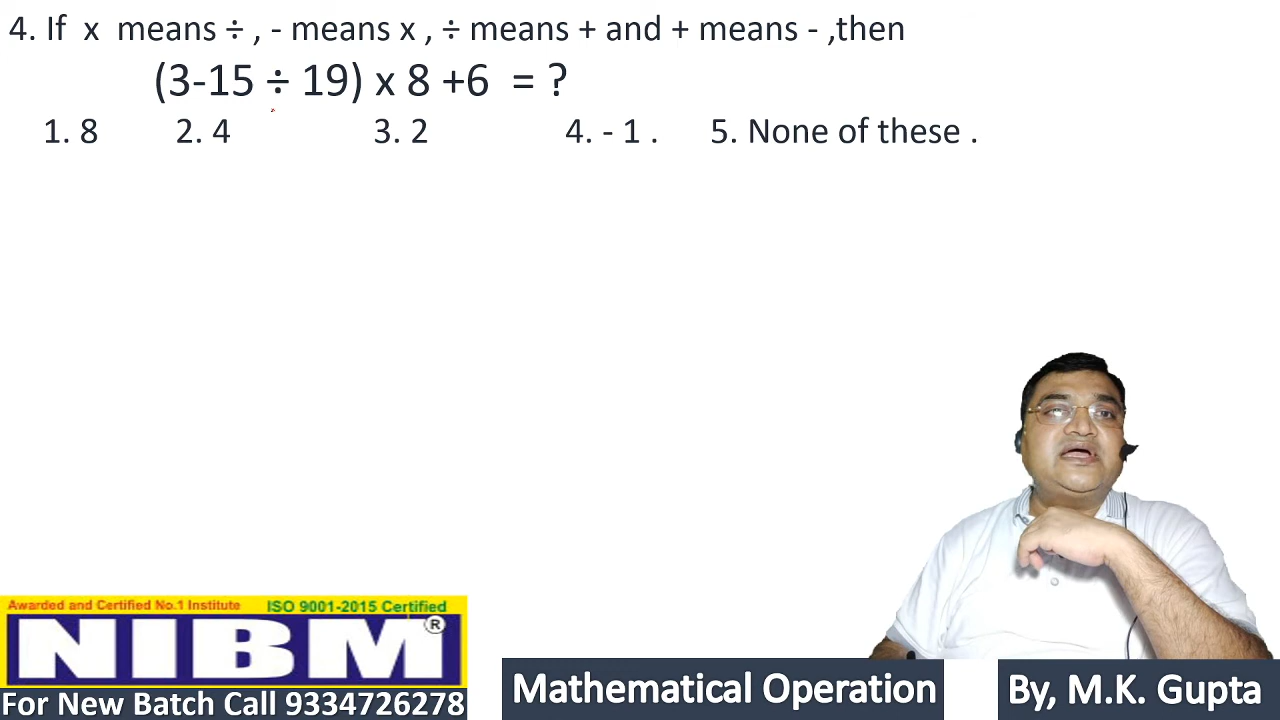 4. If x means ÷ , - means x , ÷ means + and + means - ,then
(3-15 ÷ 19) x 8 +6 = ?
1. 8 2. 4 3. 2 4. - 1 . 5. None of these .
Awarded and Certified No.1 Institute ISO 9001-2015 Certified
NIBM ®
For New Batch Call 9334726278
Mathematical Operation
By, M.K. Gupta